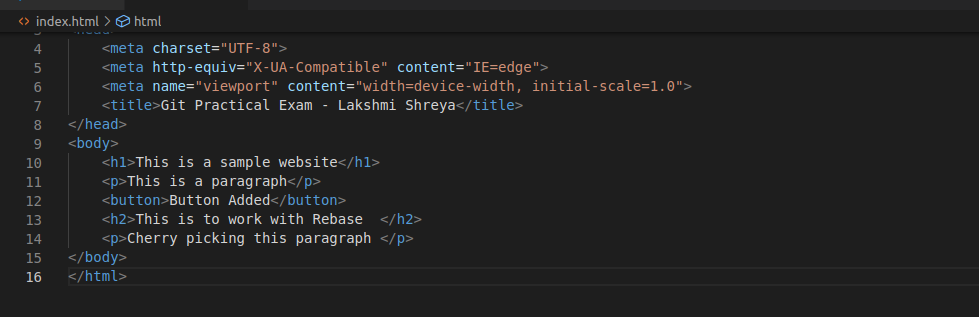 index.html > html
3 <head>
4 <meta charset="UTF-8">
5 <meta http-equiv="X-UA-Compatible" content="IE=edge">
6 <meta name="viewport" content="width=device-width, initial-scale=1.0">
7 <title>Git Practical Exam - Lakshmi Shreya</title>
8 </head>
9 <body>
10 <h1>This is a sample website</h1>
11 <p>This is a paragraph</p>
12 <button>Button Added</button>
13 <h2>This is to work with Rebase  </h2>
14 <p>Cherry picking this paragraph </p>
15 </body>
16 </html>